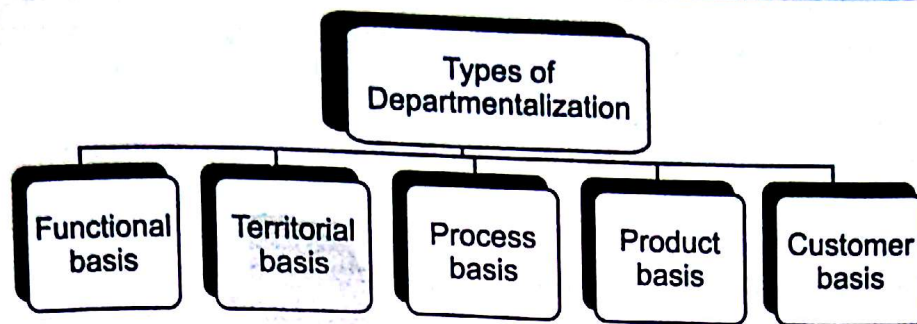 Types of
Departmentalization
Functional
basis
Territorial
basis
Process
basis
Product
basis
Customer
basis